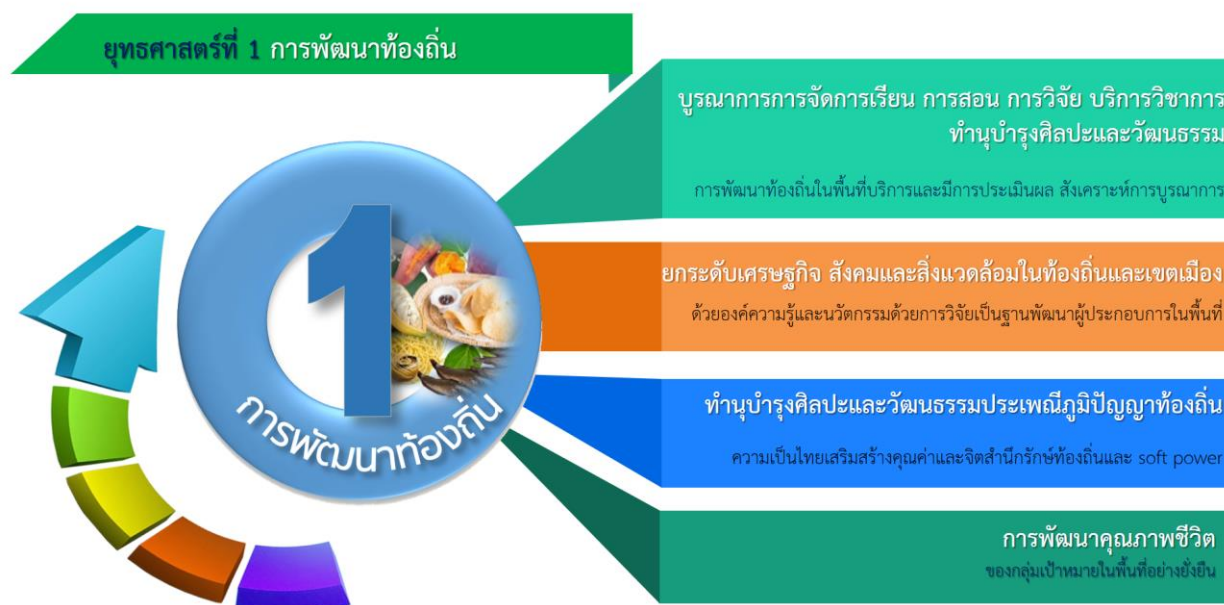 ยุทธศาสตร์ที่ 1 การพัฒนาท้องถิ่น
บูรณาการการจัดการเรียน การสอน การวิจัย บริการวิชาการ
ทำนุบำรุงศิลปะและวัฒนธรรม
การพัฒนาท้องถิ่นในพื้นที่บริการและมีการประเมินผล สังเคราะห์การบูรณาการ
1
การพัฒนาท้องถิ่น
ยกระดับเศรษฐกิจ สังคมและสิ่งแวดล้อมในท้องถิ่นและเขตเมือง
ด้วยองค์ความรู้และนวัตกรรมด้วยการวิจัยเป็นฐานพัฒนาผู้ประกอบการในพื้นที่
ทำนุบำรุงศิลปะและวัฒนธรรมประเพณีภูมิปัญญาท้องถิ่น
ความเป็นไทยเสริมสร้างคุณค่าและจิตสำนึกรักษ์ท้องถิ่นและ soft power
การพัฒนาคุณภาพชีวิต
ของกลุ่มเป้าหมายในพื้นที่อย่างยั่งยืน